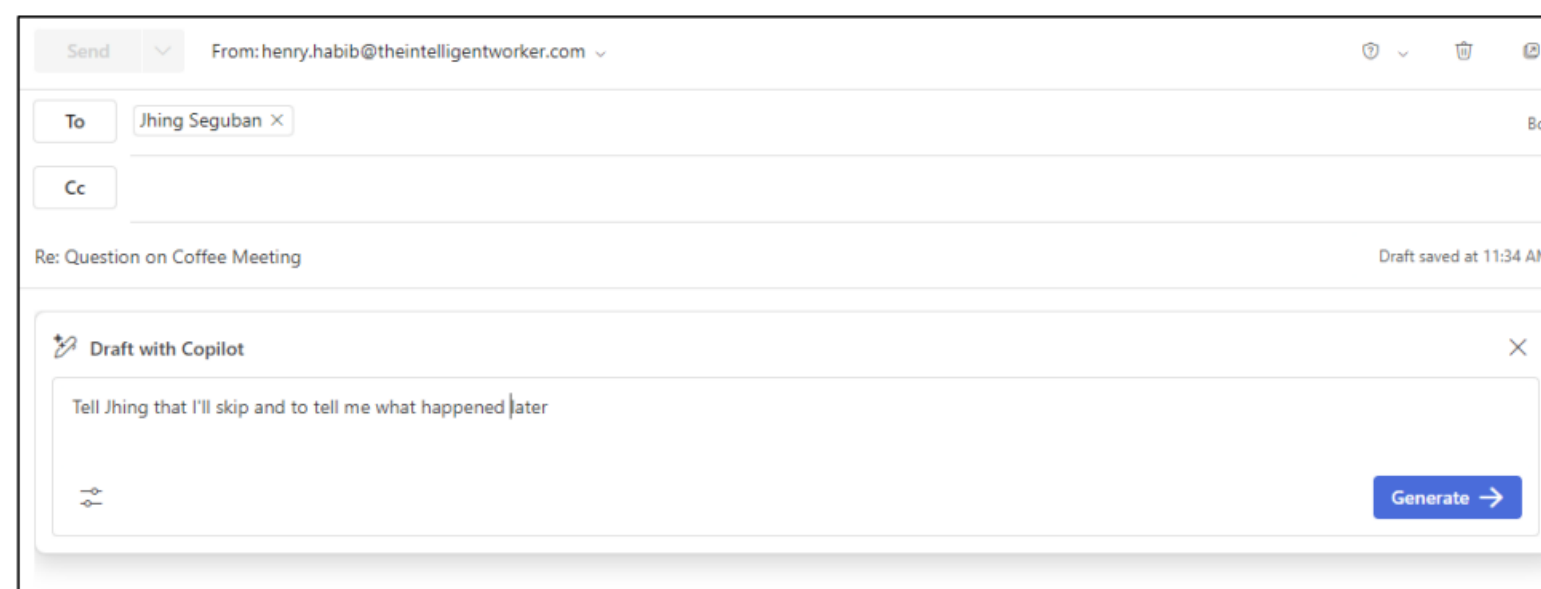 Send From: henry.habib@theintelligentworker.com
To Jhing Seguban
Cc
Re: Question on Coffee Meeting Draft saved at 11:34 AM
Draft with Copilot
Tell Jhing that I'll skip and to tell me what happened later
Generate